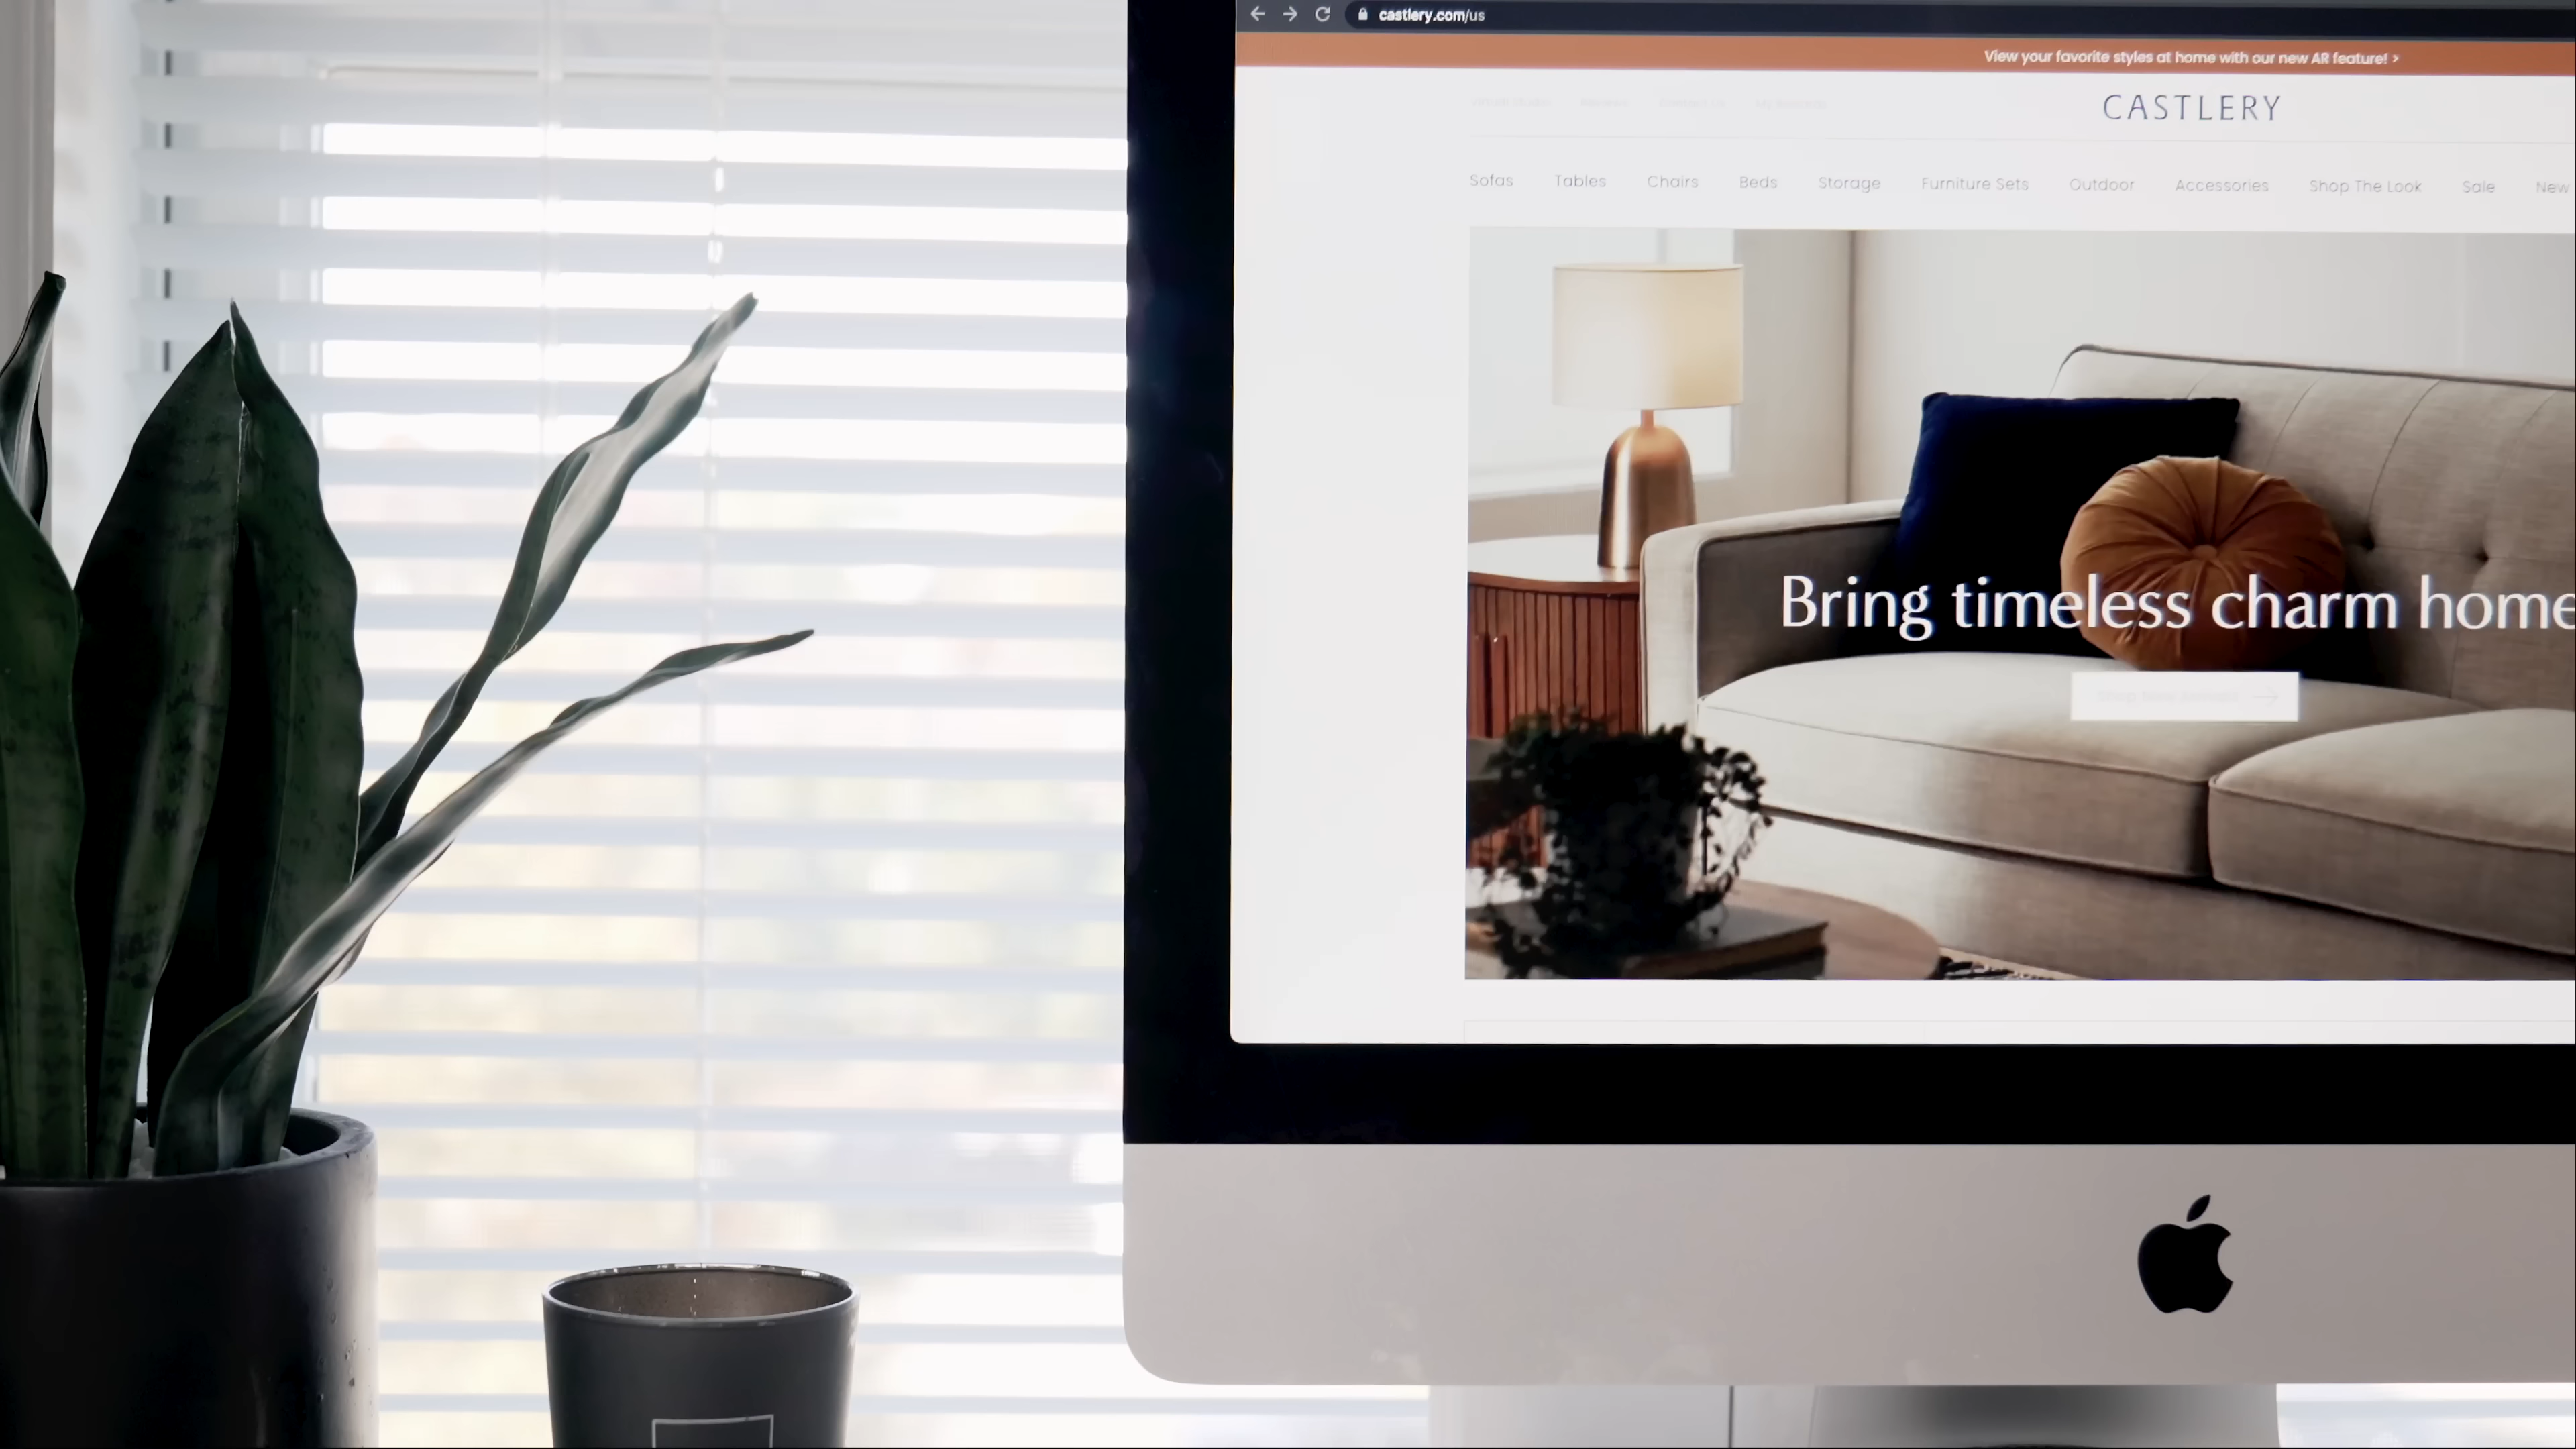 castlery.com/us
View your favorite styles at home with our new AR feature! >
CASTLERY
Sofas Tables Chairs Beds Storage Furniture Sets Outdoor Accessories Shop The Look Sale New
Bring timeless charm home